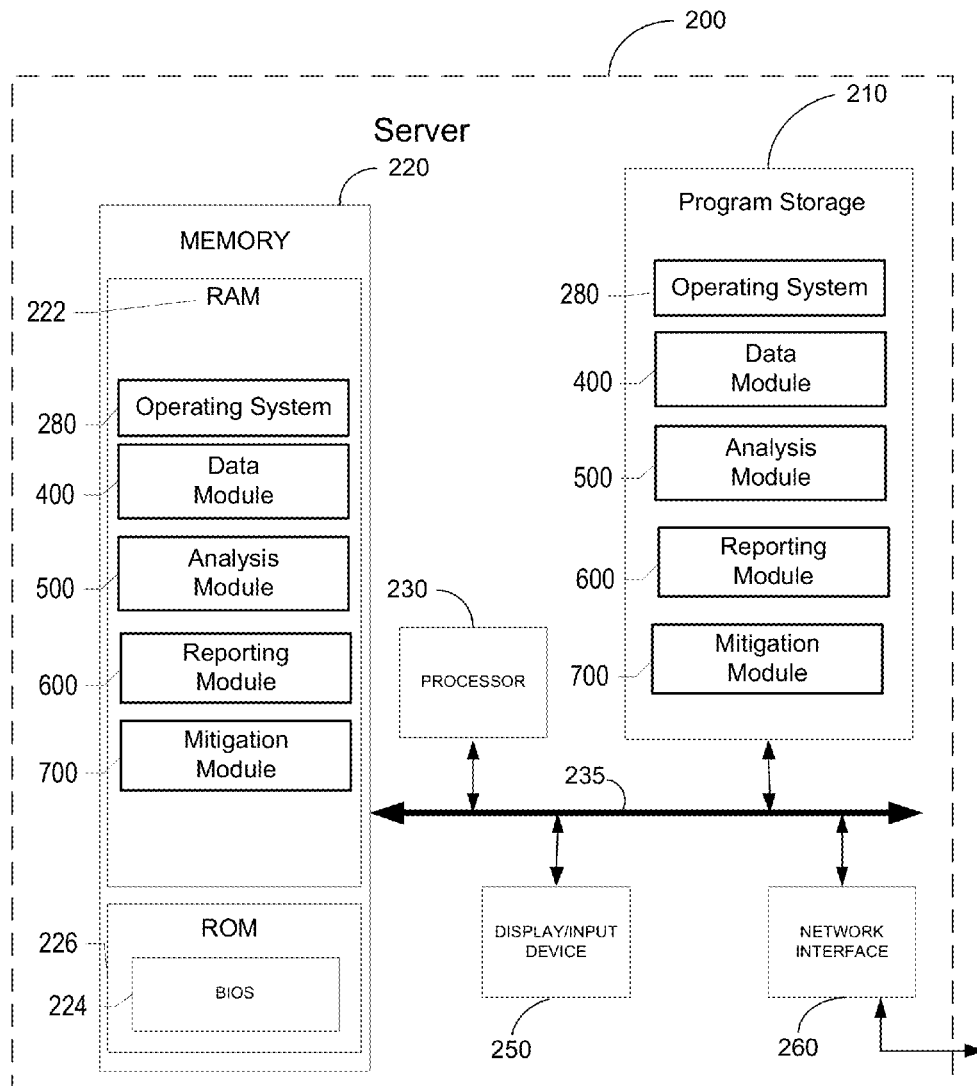 200
210
Server
220
Program Storage
MEMORY
RAM
222
280
Operating System
400
Data
Module
500
Analysis
Module
600
Reporting
Module
700
Mitigation
Module
280
Operating System
400
Data
Module
500
Analysis
Module
600
Reporting
Module
700
Mitigation
Module
230
PROCESSOR
235
ROM
226
224
BIOS
DISPLAY/INPUT
DEVICE
250
NETWORK
INTERFACE
260